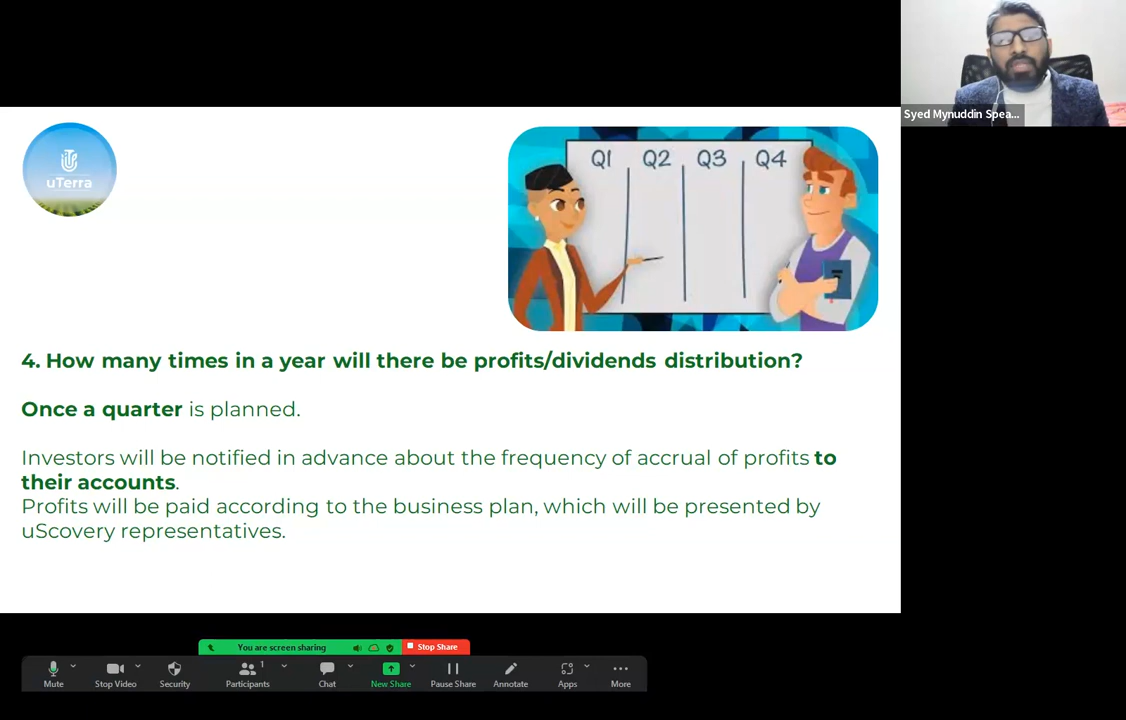 Syed Mynuddin Spea...
uTerra
Q1 Q2 Q3 Q4
4. How many times in a year will there be profits/dividends distribution?
Once a quarter is planned.
Investors will be notified in advance about the frequency of accrual of profits to
their accounts.
Profits will be paid according to the business plan, which will be presented by
uScovery representatives.
You are screen sharing
Stop Share
1
Mute
Stop Video
Security
Participants
Chat
New Share
Pause Share
Annotate
Apps
More